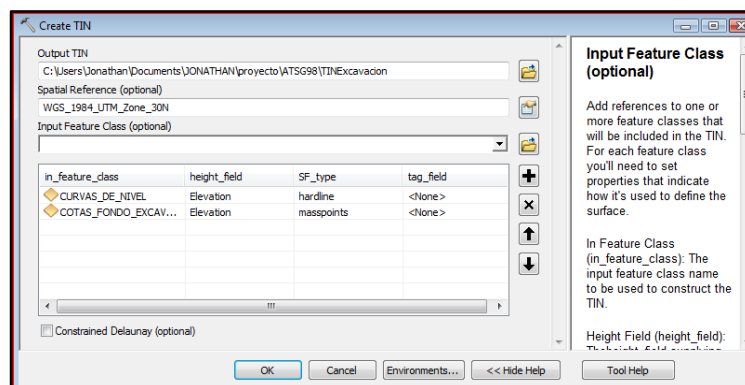 Create TIN
Output TIN
C:\Users\Jonathan\Documents\JONATHAN\proyecto\ATSG98\TINExcavacion
Spatial Reference (optional)
WGS_1984_UTM_Zone_30N
Input Feature Class (optional)
in_feature_class height_field SF_type tag_field
CURVAS_DE_NIVEL Elevation hardline <None>
COTAS_FONDO_EXCAV... Elevation masspoints <None>
Constrained Delaunay (optional)
OK Cancel Environments... << Hide Help Tool Help
Input Feature Class
(optional)
Add references to one or
more feature classes that
will be included in the TIN.
For each feature class
you'll need to set
properties that indicate
how it's used to define the
surface.
In Feature Class
(in_feature_class): The
input feature class name
to be used to construct the
TIN.
Height Field (height_field):